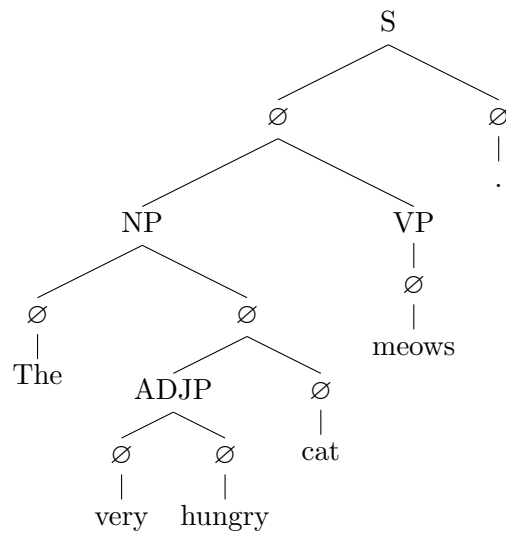 S
∅ ∅
.
NP VP
∅
∅ ∅
meows
The
ADJP ∅
∅ ∅ cat
very hungry